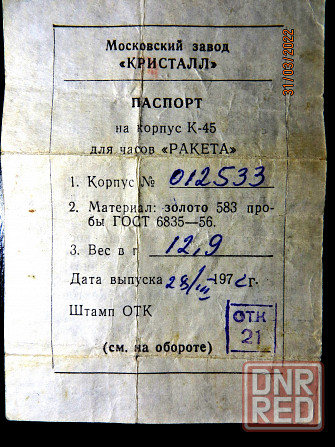 Московский завод
«КРИСТАЛЛ»
ПАСПОРТ
на корпус К-45
для часов «РАКЕТА»
1. Корпус № 012533
2. Материал: золото 583 про-
бы ГОСТ 6835—56.
3. Вес в г 12,9
Дата выпуска 28/III 197 г.
Штамп ОТК
ОТК
21
(см. на обороте)
31/03/2022
DNR
RED